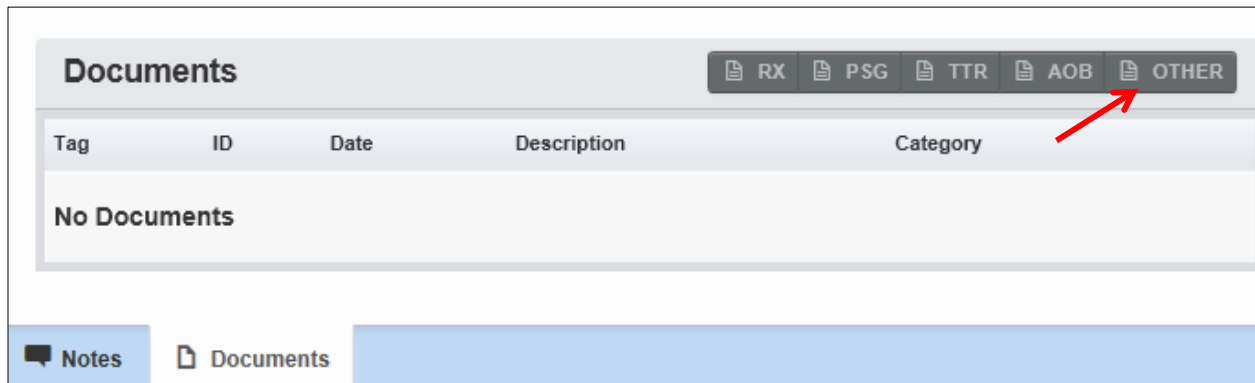 Documents RX PSG TTR AOB OTHER
Tag ID Date Description Category
No Documents
Notes Documents